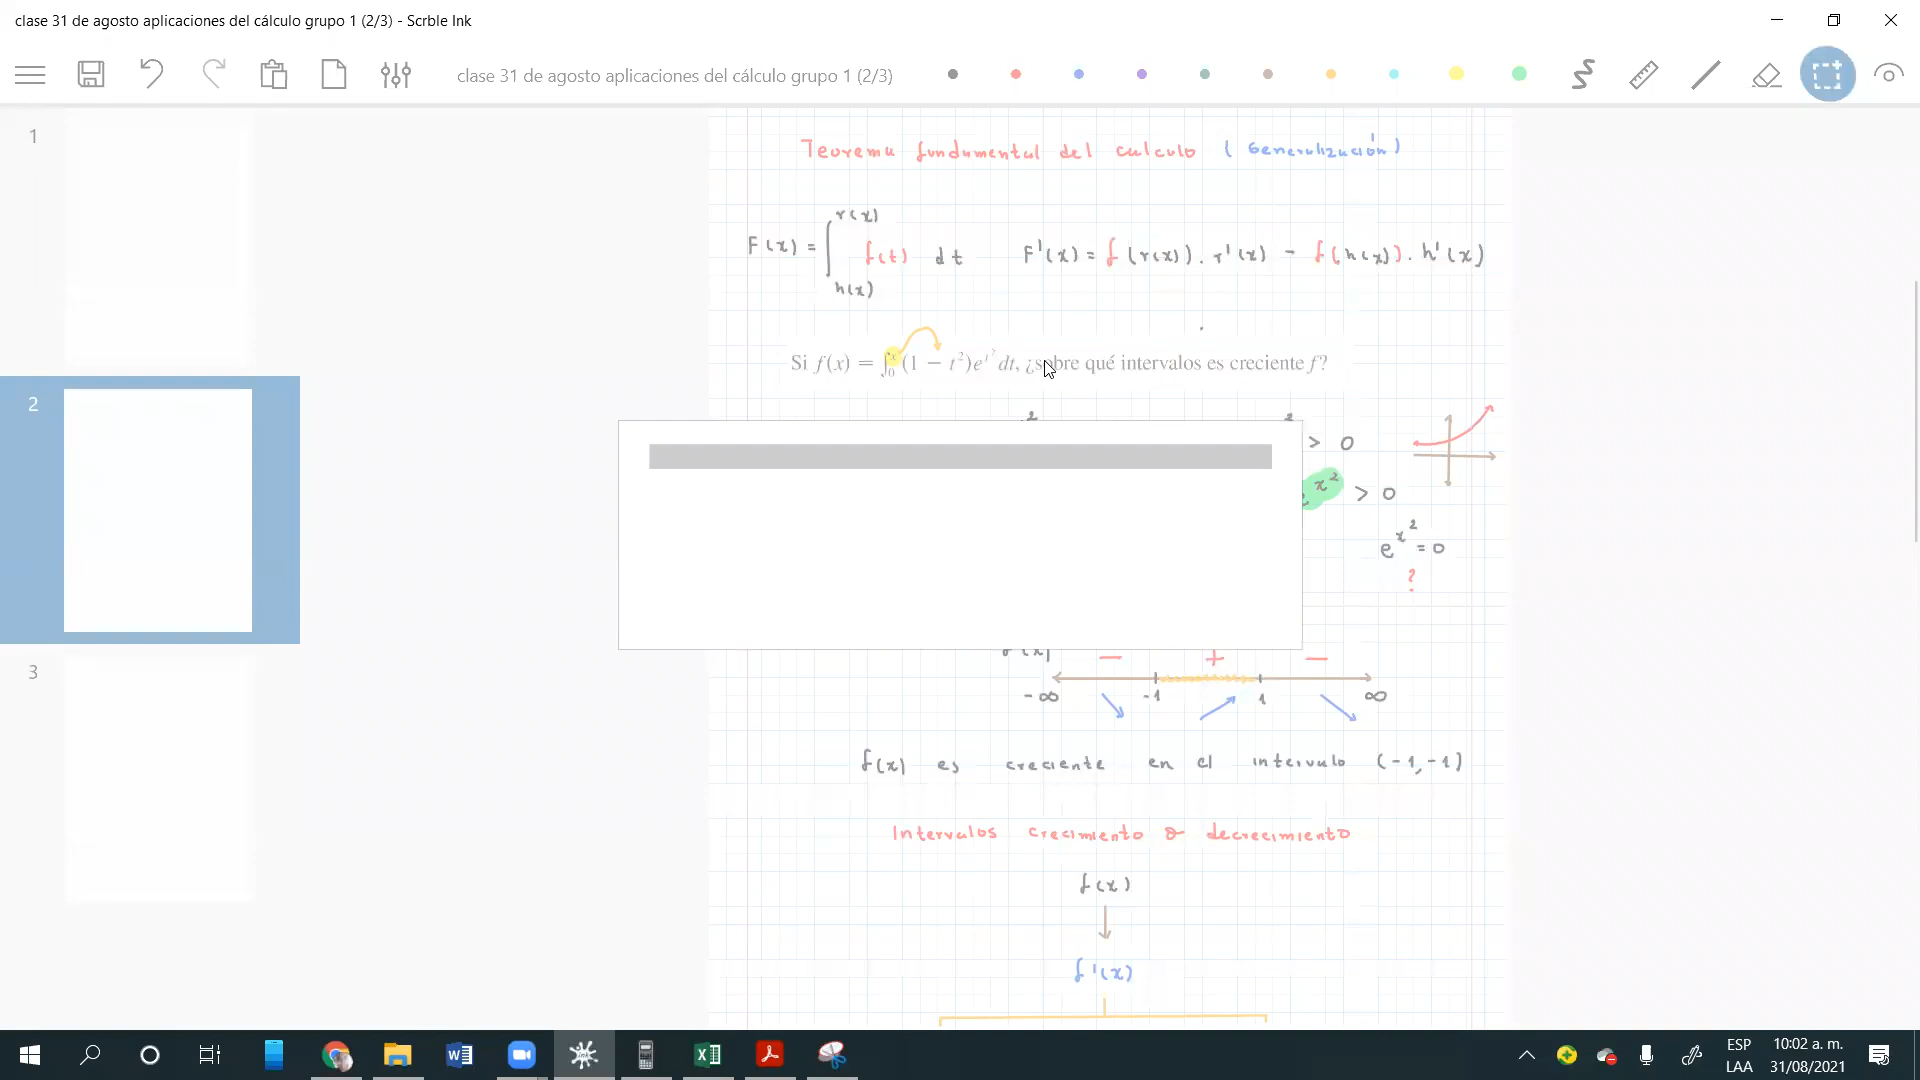 clase 31 de agosto aplicaciones del cálculo grupo 1 (2/3) - Scrble Ink
clase 31 de agosto aplicaciones del cálculo grupo 1 (2/3)
1
2
3
Teorema fundamental del calculo (Generalización)
r(x)
F(x) = ∫ f(t) dt F'(x) = f(r(x)). r'(x) - f(h(x)). h'(x)
h(x)
Si f(x) = ∫₀ˣ (1 − t²)e^{t²} dt, ¿sobre qué intervalos es creciente f?
2 2
> 0
x² > 0
e^{x²} = 0
?
− + −
-∞ -1 1 ∞
f(x) es creciente en el intervalo (-1,-1)
Intervalos crecimiento & decrecimiento
f(x)
f'(x)
ESP
LAA
10:02 a. m.
31/08/2021